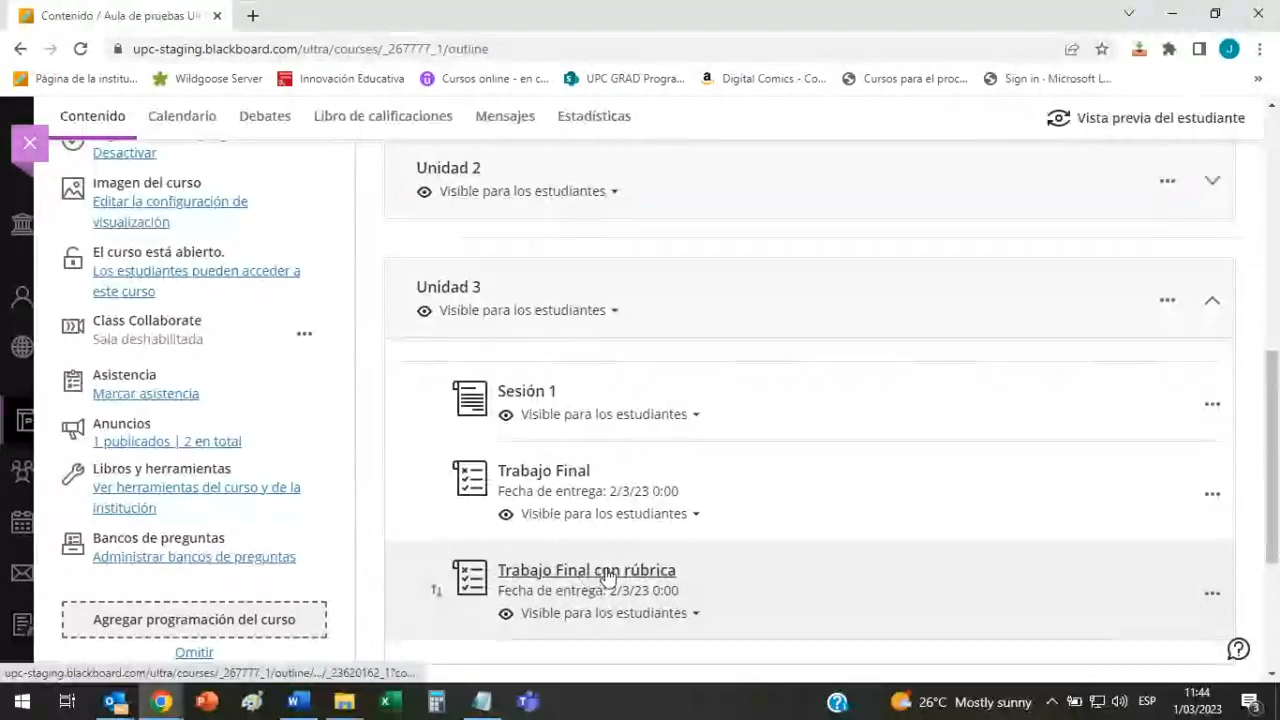 Contenido / Aula de pruebas Ul
upc-staging.blackboard.com/ultra/courses/_267777_1/outline
J
Página de la institu...
Wildgoose Server
Innovación Educativa
Cursos online - en c...
UPC GRAD Progra...
Digital Comics - Co...
Cursos para el proc...
Sign in - Microsoft L...
»
Contenido
Calendario
Debates
Libro de calificaciones
Mensajes
Estadísticas
Vista previa del estudiante
Desactivar
Imagen del curso
Editar la configuración de
visualización
El curso está abierto.
Los estudiantes pueden acceder a
este curso
Class Collaborate
Sala deshabilitada
Asistencia
Marcar asistencia
Anuncios
1 publicados | 2 en total
Libros y herramientas
Ver herramientas del curso y de la
institución
Bancos de preguntas
Administrar bancos de preguntas
Agregar programación del curso
Omitir
Unidad 2
Visible para los estudiantes
Unidad 3
Visible para los estudiantes
Sesión 1
Visible para los estudiantes
Trabajo Final
Fecha de entrega: 2/3/23 0:00
Visible para los estudiantes
Trabajo Final con rúbrica
Fecha de entrega: 2/3/23 0:00
Visible para los estudiantes
upc-staging.blackboard.com/ultra/courses/_267777_1/outline/.../_23620162_1?co...
26°C Mostly sunny
ESP
11:44
1/03/2023
3